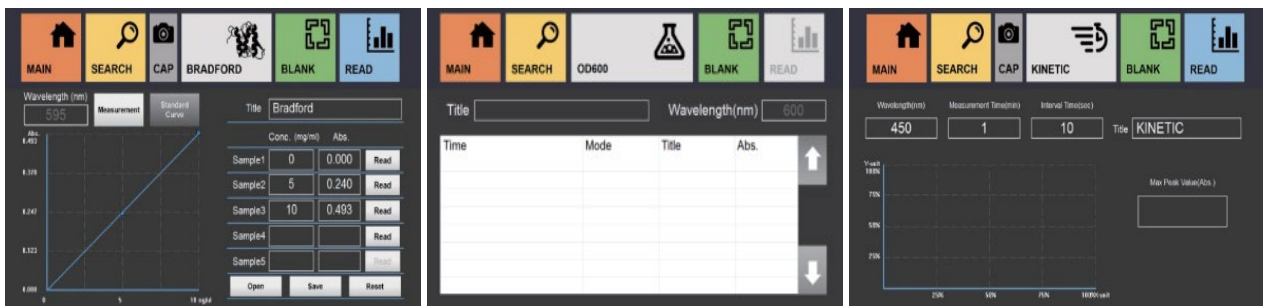 MAIN SEARCH CAP BRADFORD BLANK READ
Wavelength (nm)
595 Measurement Standard Curve
Title Bradford
Conc. (mg/ml) Abs.
Sample1 0 0.000 Read
Sample2 5 0.240 Read
Sample3 10 0.493 Read
Sample4 Read
Sample5 Read
Open Save Reset
Abs.
0.493
0.370
0.247
0.123
0.000
0 5 10 mg/ml
MAIN SEARCH OD600 BLANK READ
Title Wavelength(nm) 600
Time Mode Title Abs.
MAIN SEARCH CAP KINETIC BLANK READ
Wavelength(nm) Measurement Time(min) Interval Time(sec)
450 1 10 Title KINETIC
Y-unit
100%
75%
50%
25%
25% 50% 75% 100%X-unit
Max Peak Value(Abs.)